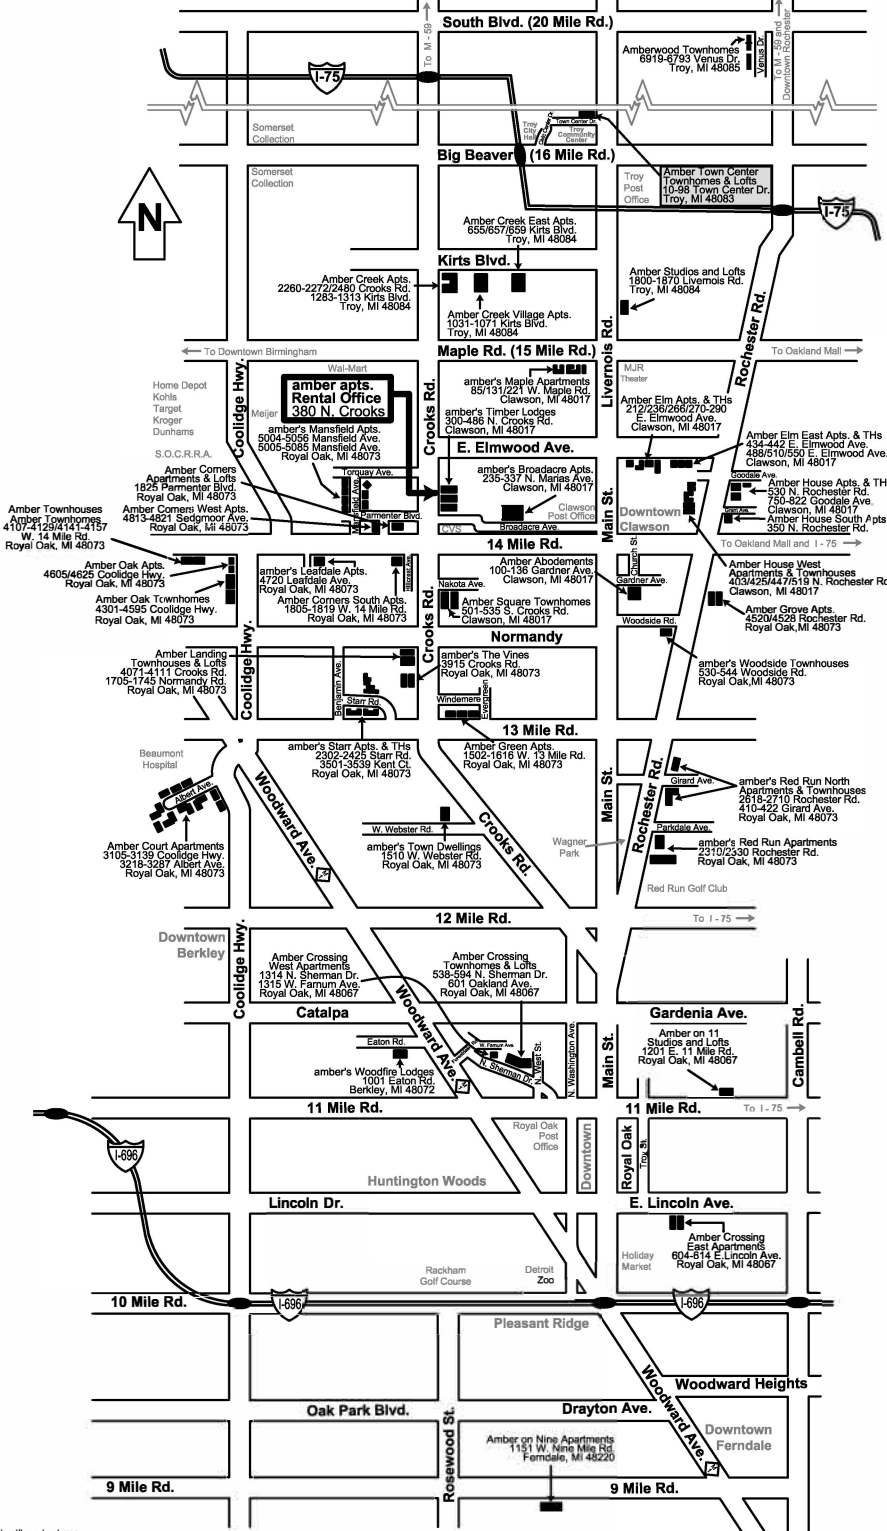 South Blvd. (20 Mile Rd.)
To M - 59
To M - 59 and
Downtown Rochester
Amberwood Townhomes
6919-6793 Venus Dr.
Troy, MI 48085
Venus Dr.
I-75
Somerset
Collection
Troy
City
Hall
Town Center Dr.
Troy
Community
Center
Big Beaver (16 Mile Rd.)
Somerset
Collection
Troy
Post
Office
Amber Town Center
Townhomes & Lofts
10-98 Town Center Dr.
Troy, MI 48083
I-75
N
Amber Creek East Apts.
655/657/659 Kirts Blvd.
Troy, MI 48084
Kirts Blvd.
Amber Creek Apts.
2260-2272/2480 Crooks Rd.
1283-1313 Kirts Blvd.
Troy, MI 48084
Amber Studios and Lofts
1800-1870 Livernois Rd.
Troy, MI 48084
Amber Creek Village Apts.
1031-1071 Kirts Blvd.
Troy, MI 48084
Livernois Rd.
Rochester Rd.
To Downtown Birmingham
Maple Rd. (15 Mile Rd.)
To Oakland Mall
Wal-Mart
Home Depot
Kohls
Target
Kroger
Dunhams
S.O.C.R.R.A.
Coolidge Hwy.
Meijer
amber apts.
Rental Office
380 N. Crooks
Crooks Rd.
amber's Maple Apartments
85/131/221 W. Maple Rd.
Clawson, MI 48017
MJR
Theater
amber's Timber Lodges
300-486 N. Crooks Rd.
Clawson, MI 48017
Amber Elm Apts. & THs
212/236/266/270-290
E. Elmwood Ave.
Clawson, MI 48017
amber's Mansfield Apts.
5004-5056 Mansfield Ave.
5005-5085 Mansfield Ave.
Royal Oak, MI 48073
E. Elmwood Ave.
Amber Elm East Apts. & THs
434-442 E. Elmwood Ave.
488/510/550 E. Elmwood Ave.
Clawson, MI 48017
Amber Corners
Apartments & Lofts
1825 Parmenter Blvd.
Royal Oak, MI 48073
Torquay Ave.
Mansfield Ave.
Parmenter Blvd.
amber's Broadacre Apts.
235-337 N. Marias Ave.
Clawson, MI 48017
Clawson
Post Office
Broadacre Ave.
CVS
Main St.
Downtown
Clawson
Goodale Ave.
Amber House Apts. & TH
530 N. Rochester Rd.
750-822 Goodale Ave.
Clawson, MI 48017
Grant Ave.
Amber House South Apts
350 N. Rochester Rd.
Amber Townhouses
Amber Townhomes
4107-4129/4141-4157
W. 14 Mile Rd.
Royal Oak, MI 48073
Amber Corners West Apts.
4813-4821 Sedgmoor Ave.
Royal Oak, MI 48073
14 Mile Rd.
To Oakland Mall and I - 75
Amber Oak Apts.
4605/4625 Coolidge Hwy.
Royal Oak, MI 48073
Amber Oak Townhomes
4301-4595 Coolidge Hwy.
Royal Oak, MI 48073
amber's Leafdale Apts.
4720 Leafdale Ave.
Royal Oak, MI 48073
Amber Corners South Apts.
1805-1819 W. 14 Mile Rd.
Royal Oak, MI 48073
Hillcrest Ave.
Amber Abodements
100-136 Gardner Ave.
Clawson, MI 48017
Church St.
Gardner Ave.
Nakota Ave.
Amber Square Townhomes
501-535 S. Crooks Rd.
Clawson, MI 48017
Crooks Rd.
Amber House West
Apartments & Townhouses
403/425/447/519 N. Rochester Rd
Clawson, MI 48017
Amber Grove Apts.
4520/4528 Rochester Rd.
Royal Oak,MI 48073
Woodside Rd.
Normandy
Coolidge Hwy.
Amber Landing
Townhouses & Lofts
4071-4111 Crooks Rd.
1705-1745 Normandy Rd.
Royal Oak, MI 48073
amber's The Vines
3915 Crooks Rd.
Royal Oak, MI 48073
amber's Woodside Townhouses
530-544 Woodside Rd.
Royal Oak,MI 48073
Benjamin Ave.
Starr Rd.
Windemere
Evergreen
13 Mile Rd.
Beaumont
Hospital
amber's Starr Apts. & THs
2302-2425 Starr Rd.
3501-3539 Kent Ct.
Royal Oak, MI 48073
Amber Green Apts.
1502-1616 W. 13 Mile Rd.
Royal Oak, MI 48073
Main St.
Rochester Rd.
Girard Ave.
amber's Red Run North
Apartments & Townhouses
2618-2710 Rochester Rd.
410-422 Girard Ave.
Royal Oak, MI 48073
Albert Ave.
Woodward Ave.
W. Webster Rd.
Crooks Rd.
Parkdale Ave.
amber's Red Run Apartments
2310/2330 Rochester Rd.
Royal Oak, MI 48073
Amber Court Apartments
3105-3139 Coolidge Hwy.
3218-3287 Albert Ave.
Royal Oak, MI 48073
amber's Town Dwellings
1510 W. Webster Rd.
Royal Oak, MI 48073
Wagner
Park
Red Run Golf Club
12 Mile Rd.
To I - 75
Downtown
Berkley
Coolidge Hwy.
Amber Crossing
West Apartments
1314 N. Sherman Dr.
1315 W. Farnum Ave.
Royal Oak, MI 48067
Amber Crossing
Townhomes & Lofts
538-594 N. Sherman Dr.
601 Oakland Ave.
Royal Oak, MI 48067
Catalpa
Woodward Ave.
Gardenia Ave.
Cambell Rd.
Eaton Rd.
amber's Woodfire Lodges
1001 Eaton Rd.
Berkley, MI 48072
W. Farnum Ave.
N. Sherman Dr.
N. West St.
N. Washington Ave.
Main St.
Amber on 11
Studios and Lofts
1201 E. 11 Mile Rd.
Royal Oak, MI 48067
11 Mile Rd.
11 Mile Rd.
To I - 75
I-696
Royal Oak
Post
Office
Downtown
Royal Oak
Troy St.
Huntington Woods
Lincoln Dr.
E. Lincoln Ave.
Amber Crossing
East Apartments
604-614 E.Lincoln Ave.
Royal Oak, MI 48067
Holiday
Market
Rackham
Golf Course
Detroit
Zoo
10 Mile Rd.
I-696
I-696
Pleasant Ridge
Woodward Ave.
Woodward Heights
Oak Park Blvd.
Rosewood St.
Drayton Ave.
Downtown
Ferndale
Amber on Nine Apartments
1151 W. Nine Mile Rd.
Ferndale, MI 48220
9 Mile Rd.
9 Mile Rd.